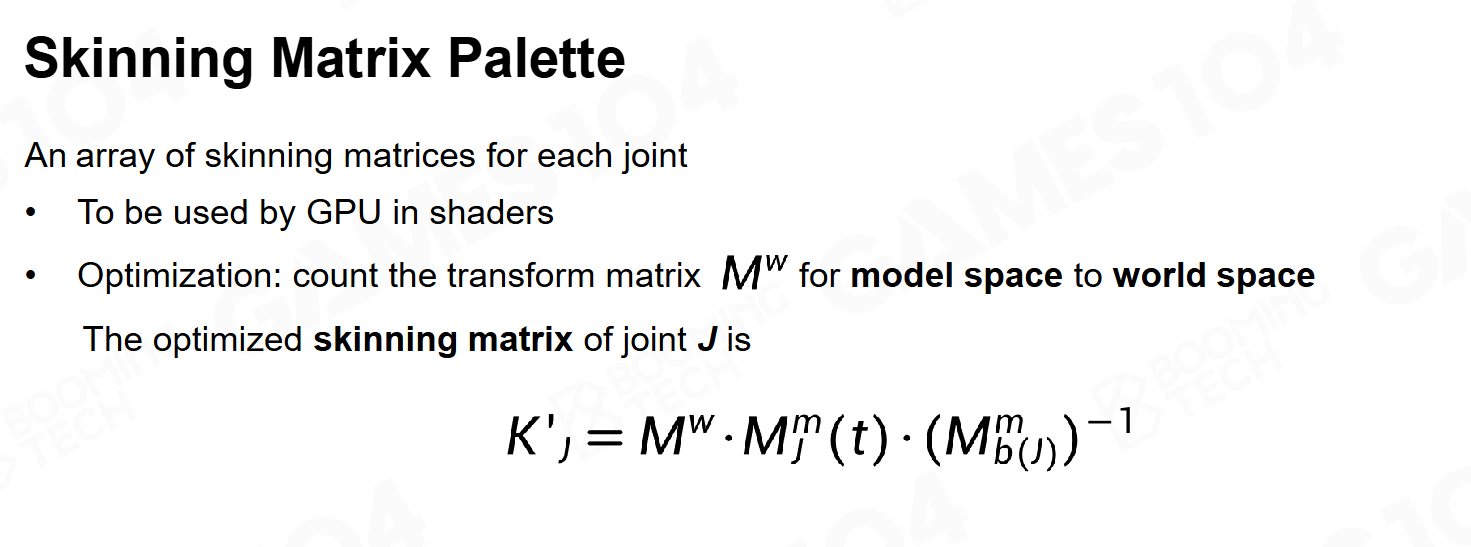 Skinning Matrix Palette
An array of skinning matrices for each joint
• To be used by GPU in shaders
• Optimization: count the transform matrix M^w for model space to world space
The optimized skinning matrix of joint J is
K'_J = M^w · M_J^m(t) · (M_{b(J)}^m)^{-1}
GAMES104
BOOMING TECH